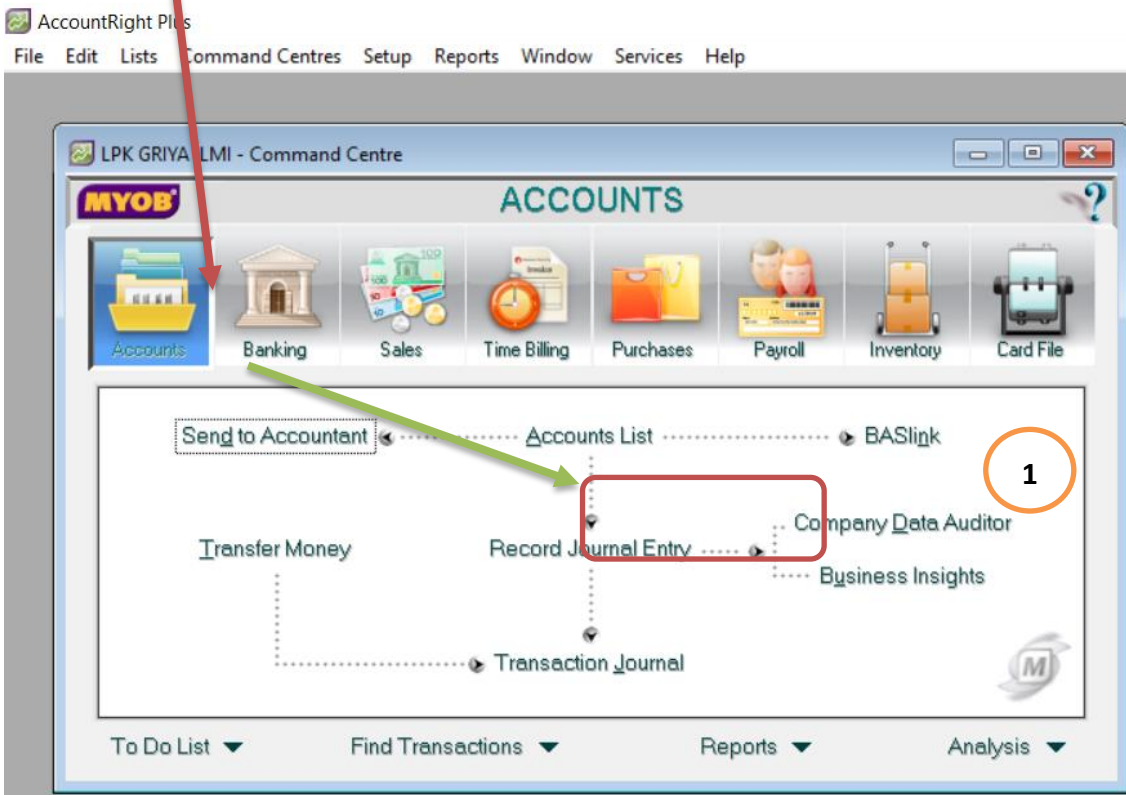 AccountRight Plus
File Edit Lists Command Centres Setup Reports Window Services Help
LPK GRIYA ILMI - Command Centre
MYOB ACCOUNTS ?
Accounts Banking Sales Time Billing Purchases Payroll Inventory Card File
Send to Accountant Accounts List BASlink
1
Company Data Auditor
Transfer Money Record Journal Entry
Business Insights
Transaction Journal
M
To Do List Find Transactions Reports Analysis